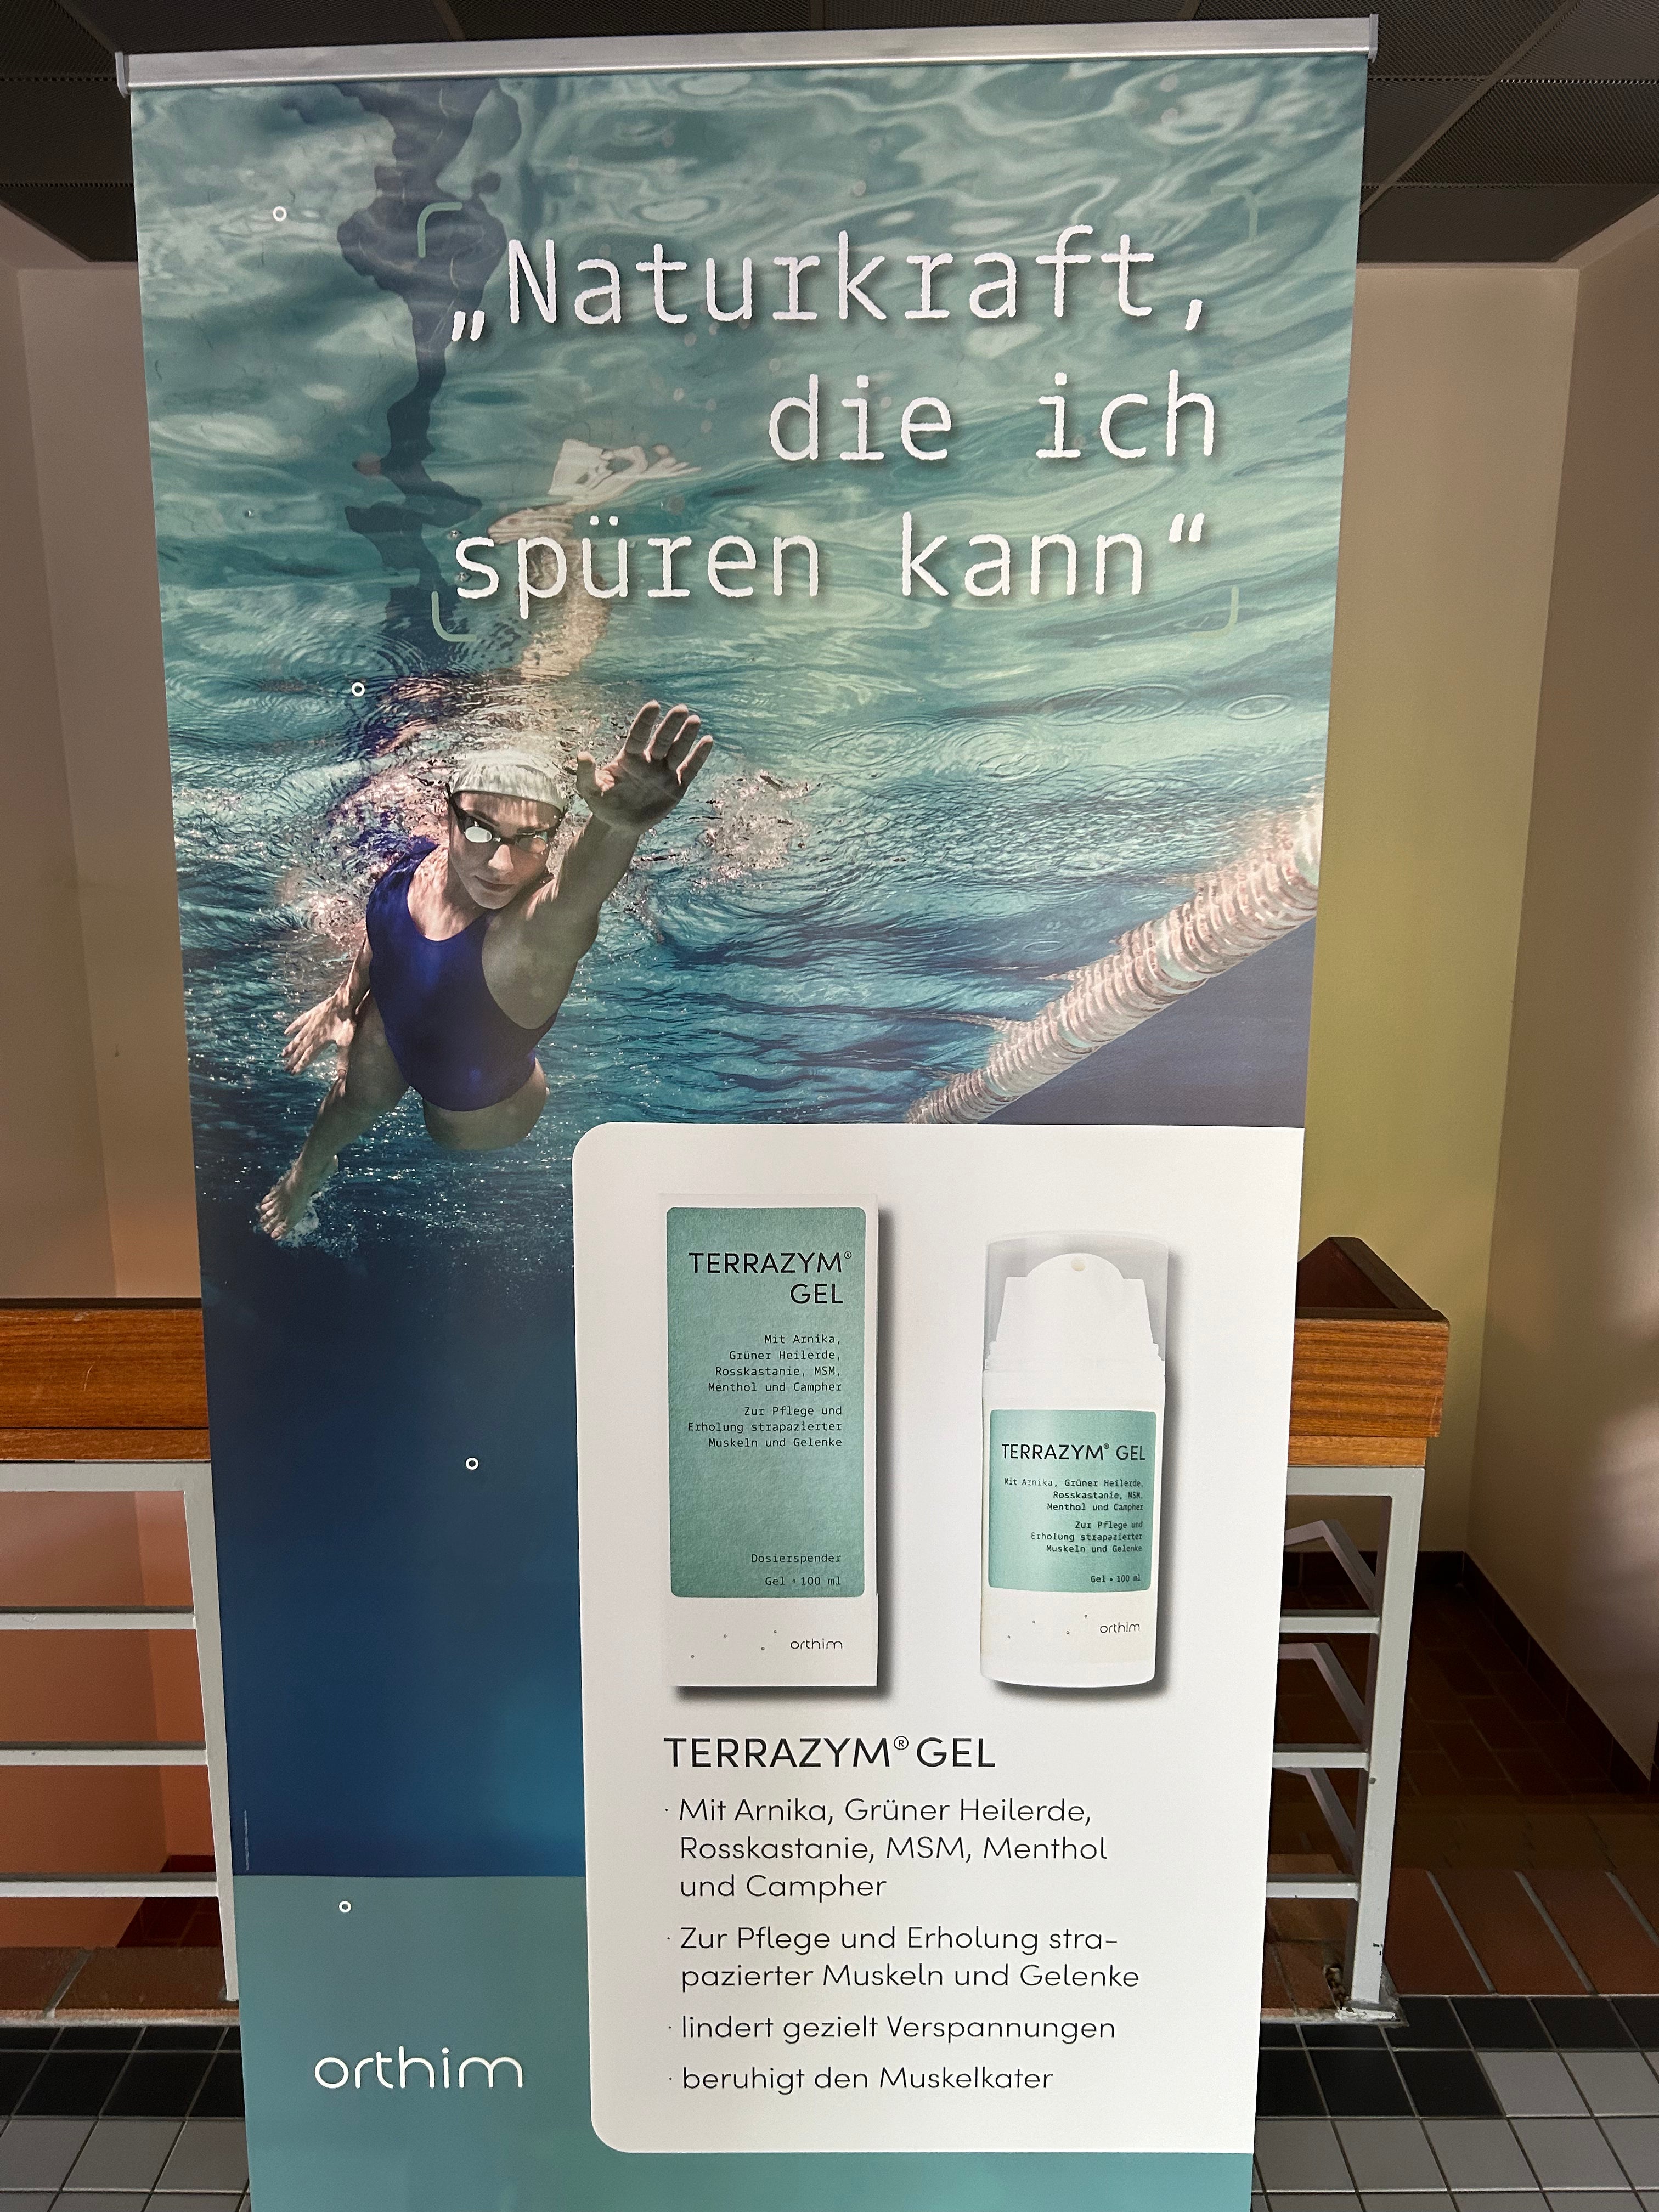 „Naturkraft,
die ich
spüren kann“
TERRAZYM®
GEL
Mit Arnika,
Grüner Heilerde,
Rosskastanie, MSM,
Menthol und Campher
Zur Pflege und
Erholung strapazierter
Muskeln und Gelenke
Dosierspender
Gel • 100 ml
orthim
TERRAZYM® GEL
Mit Arnika, Grüner Heilerde,
Rosskastanie, MSM,
Menthol und Campher
Zur Pflege und
Erholung strapazierter
Muskeln und Gelenke
Gel • 100 ml
orthim
TERRAZYM® GEL
· Mit Arnika, Grüner Heilerde,
Rosskastanie, MSM, Menthol
und Campher
· Zur Pflege und Erholung stra-
pazierter Muskeln und Gelenke
· lindert gezielt Verspannungen
· beruhigt den Muskelkater
orthim